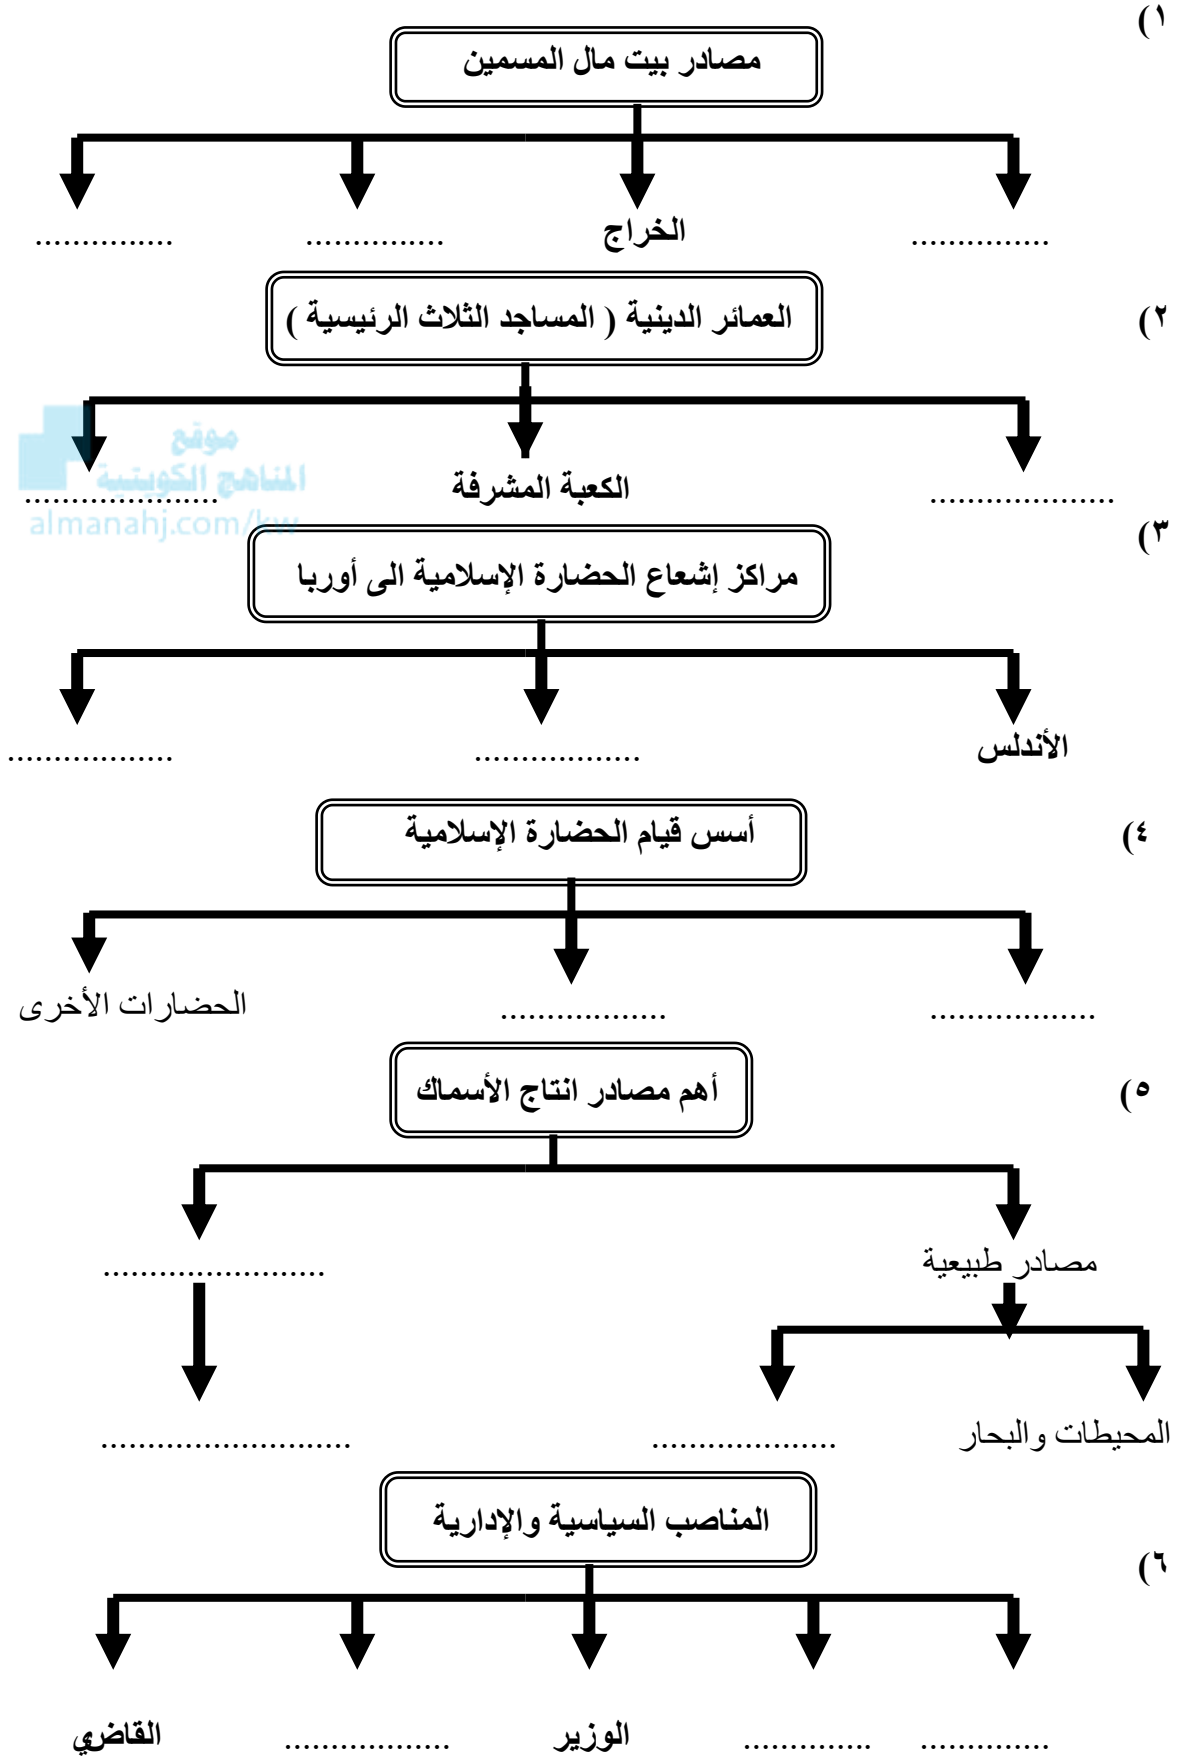 ١)
مصادر بيت مال المسمين
............... ............... الخراج ...............
٢)
العمائر الدينية ( المساجد الثلاث الرئيسية )
.................... الكعبة المشرفة .....................
موقع
المناهج الكويتية
almanahj.com/kw
٣)
مراكز إشعاع الحضارة الإسلامية الى أوربا
الأندلس .................. ..................
٤)
أسس قيام الحضارة الإسلامية
.................. .................. الحضارات الأخرى
٥)
أهم مصادر انتاج الأسماك
مصادر طبيعية ........................
المحيطات والبحار .................... ...........................
٦)
المناصب السياسية والإدارية
.............. .............. الوزير .................. القاضي